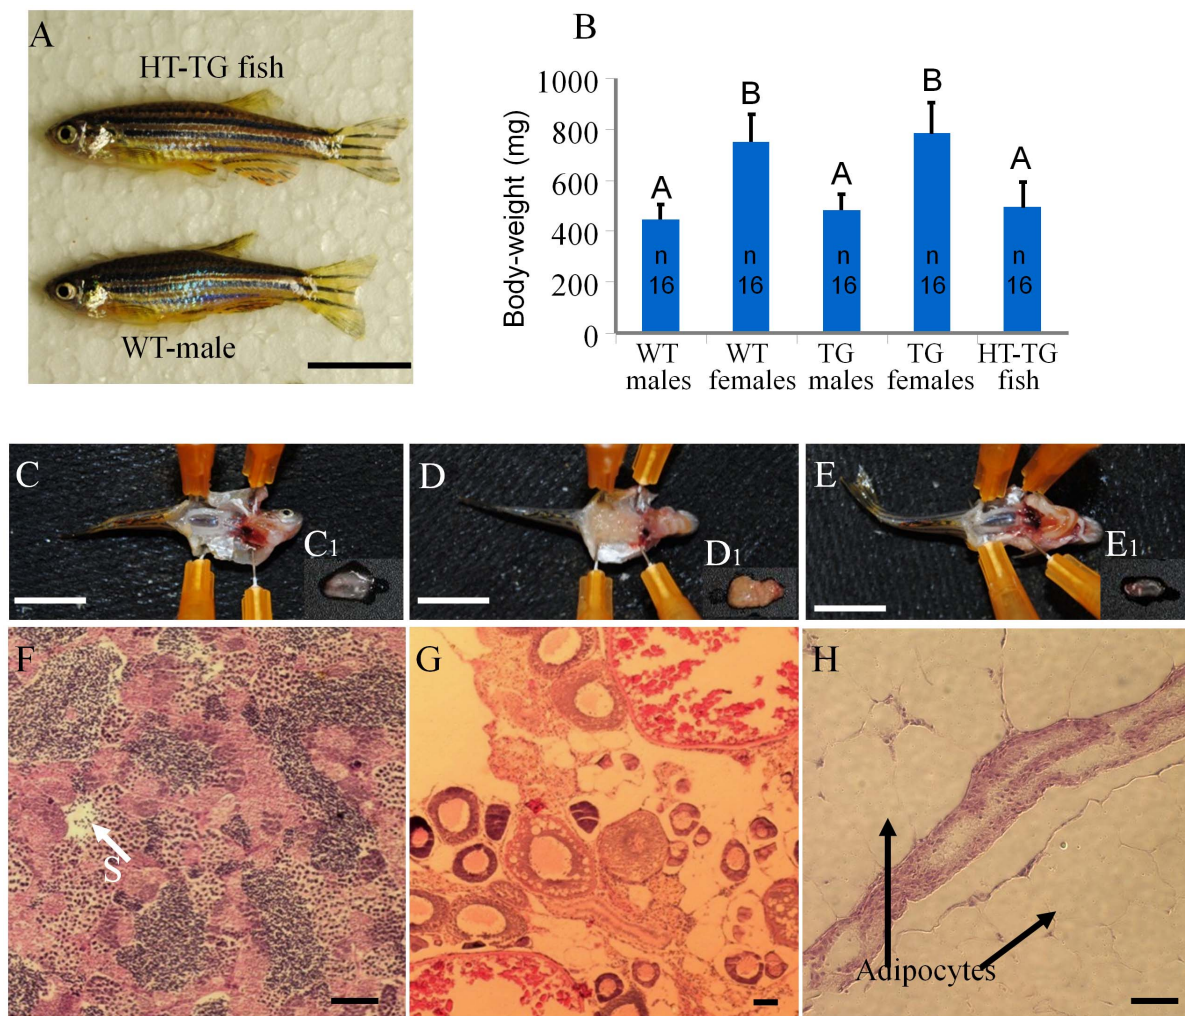 A
HT-TG fish
WT-male
B
Body-weight (mg)
1000
800
600
400
200
0
A
B
A
B
A
n
16
n
16
n
16
n
16
n
16
WT
males
WT
females
TG
males
TG
females
HT-TG
fish
C
C1
D
D1
E
E1
F
S
G
H
Adipocytes